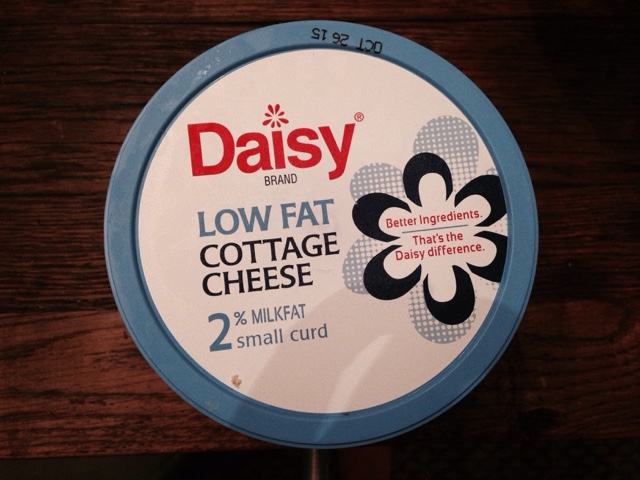 OCT 26 15
Daisy®
BRAND
LOW FAT
COTTAGE
CHEESE
2% MILKFAT
small curd
Better Ingredients.
That's the
Daisy difference.